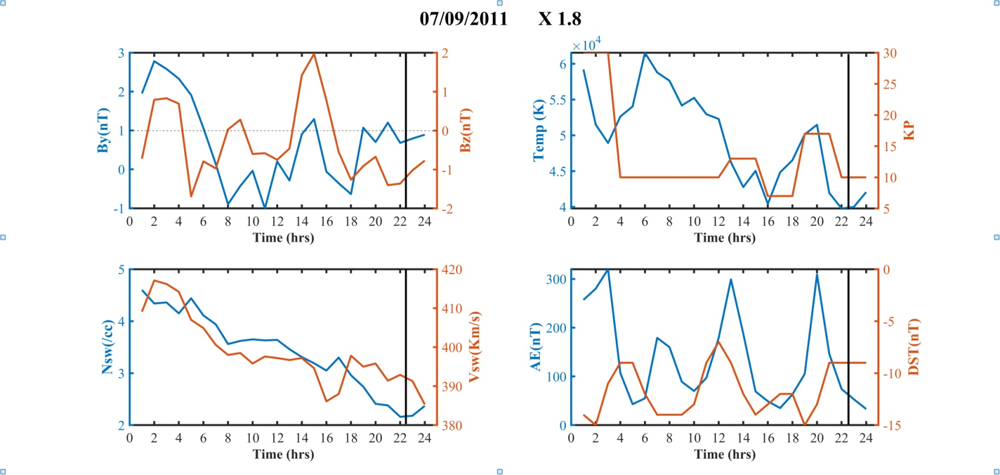 07/09/2011 X 1.8
3
2
1
0
-1
By(nT)
2
1
0
-1
-2
Bz(nT)
0 2 4 6 8 10 12 14 16 18 20 22 24
Time (hrs)
×10⁴
6
5.5
5
4.5
4
Temp (K)
30
25
20
15
10
5
KP
0 2 4 6 8 10 12 14 16 18 20 22 24
Time (hrs)
5
4
3
2
Nsw(/cc)
420
410
400
390
380
Vsw(Km/s)
0 2 4 6 8 10 12 14 16 18 20 22 24
Time (hrs)
300
200
100
0
AE(nT)
0
-5
-10
-15
DST(nT)
0 2 4 6 8 10 12 14 16 18 20 22 24
Time (hrs)